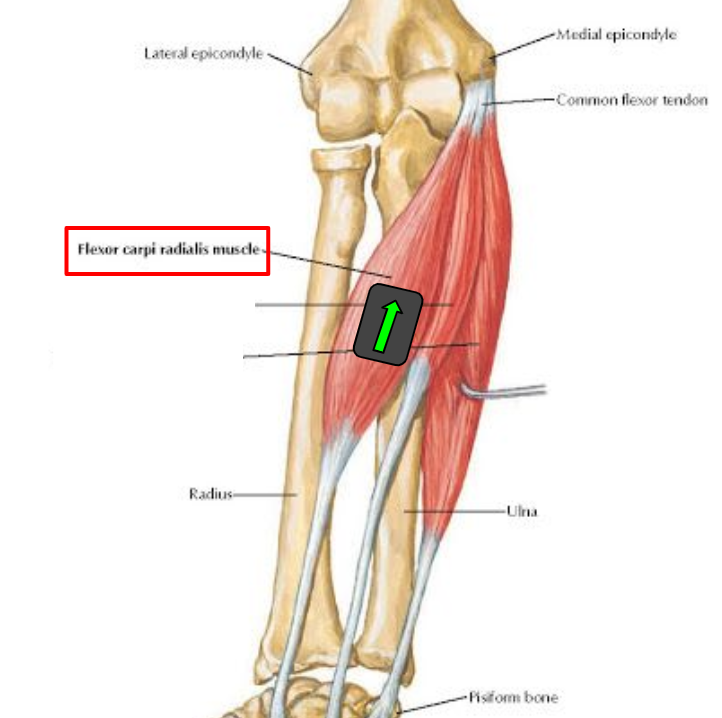 Medial epicondyle
Lateral epicondyle
Common flexor tendon
Flexor carpi radialis muscle
Radius
Ulna
Pisiform bone